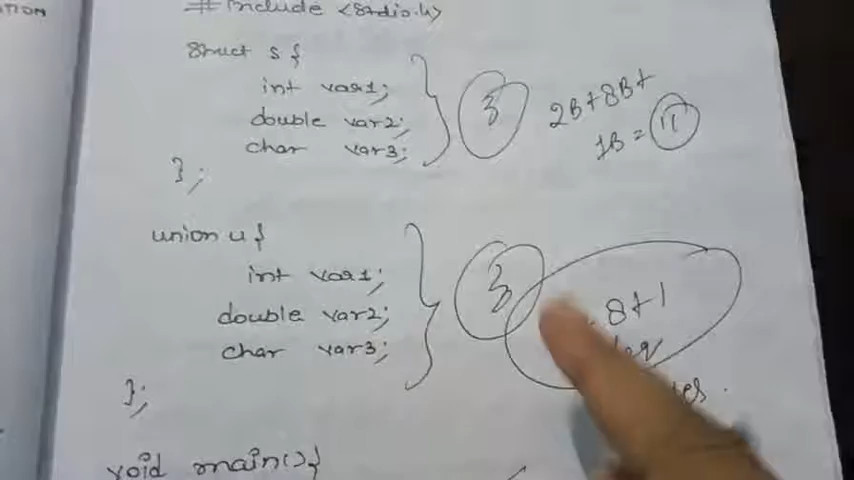 # include <stdio.h>
struct s {
int var1;
double var2;
char var3;
};
3
2B+8B+
1B = 11
union u {
int var1;
double var2;
char var3;
};
3
8+1
void main() {